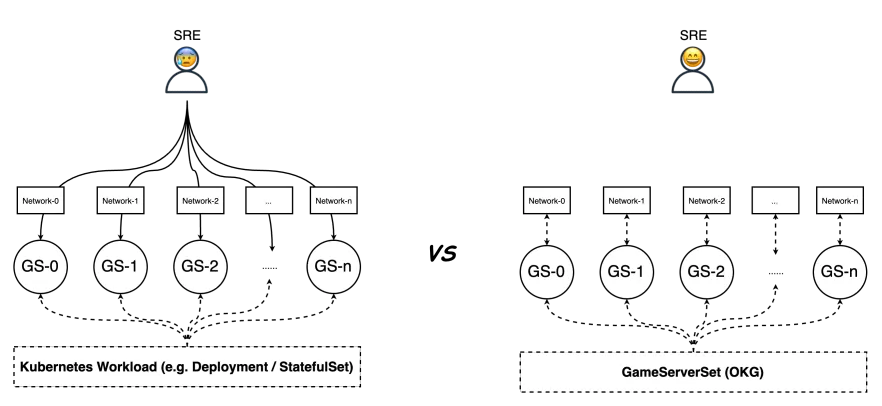 SRE
SRE
Network-0
Network-1
Network-2
...
Network-n
Network-0
Network-1
Network-2
...
Network-n
GS-0
GS-1
GS-2
......
GS-n
VS
GS-0
GS-1
GS-2
......
GS-n
Kubernetes Workload (e.g. Deployment / StatefulSet)
GameServerSet (OKG)